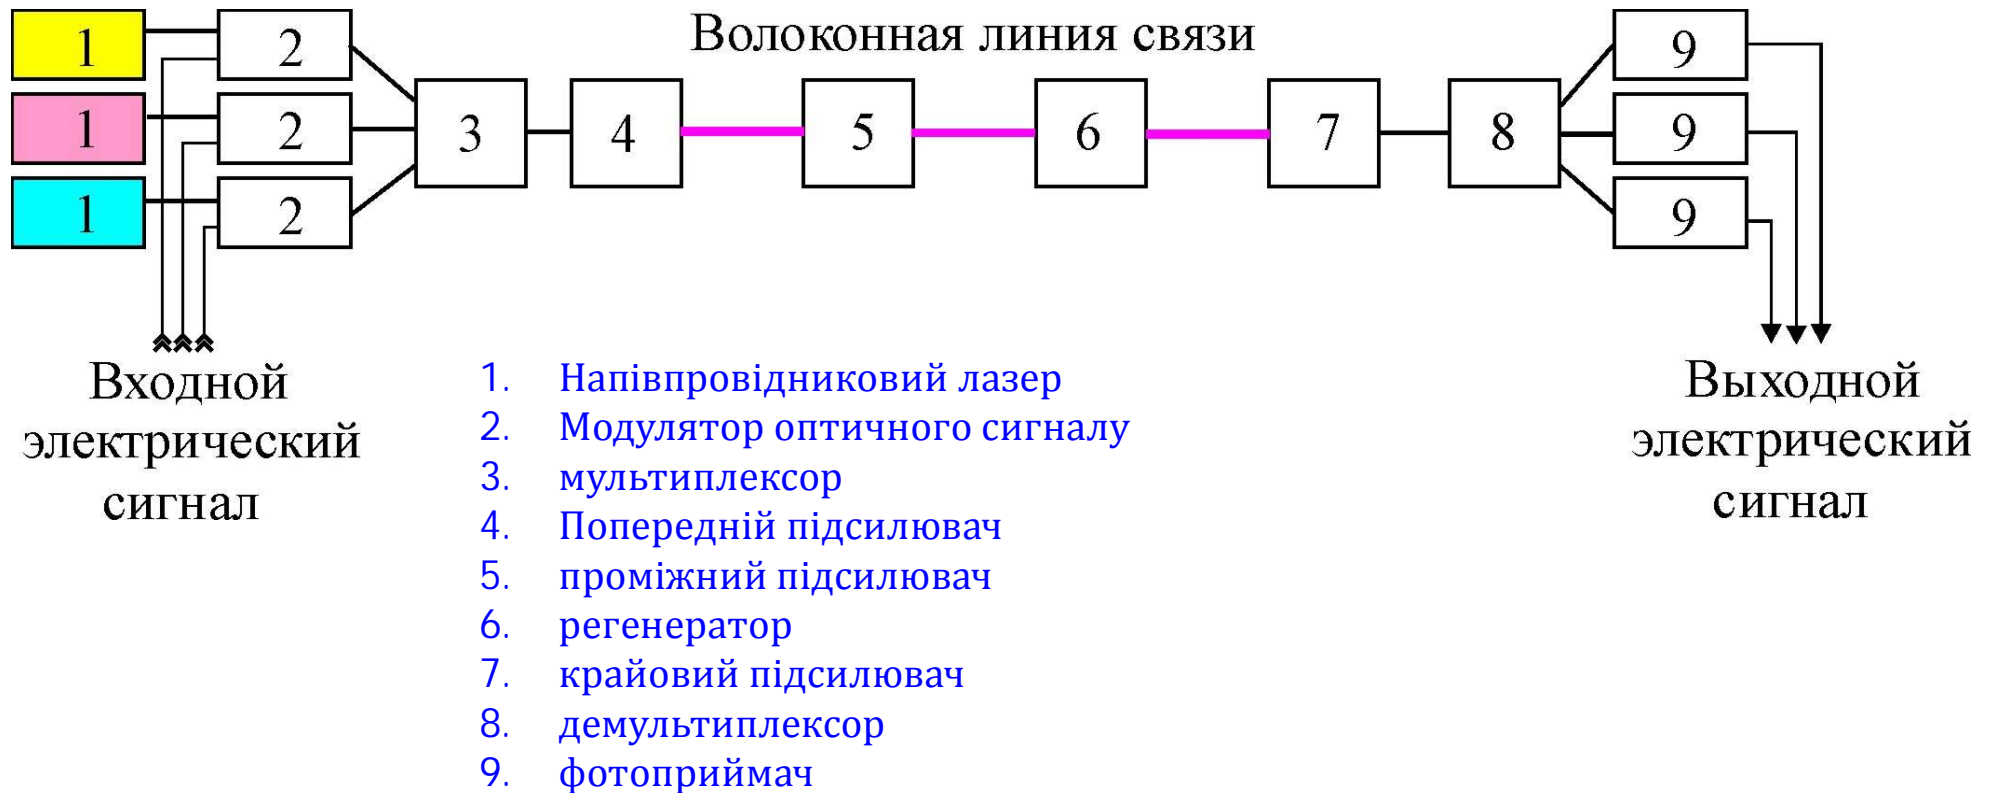 Волоконная линия связи
1 2 9
1 2 3 4 5 6 7 8 9
1 2 9
Входной
электрический
сигнал
1. Напівпровідниковий лазер
2. Модулятор оптичного сигналу
3. мультиплексор
4. Попередній підсилювач
5. проміжний підсилювач
6. регенератор
7. крайовий підсилювач
8. демультиплексор
9. фотоприймач
Выходной
электрический
сигнал